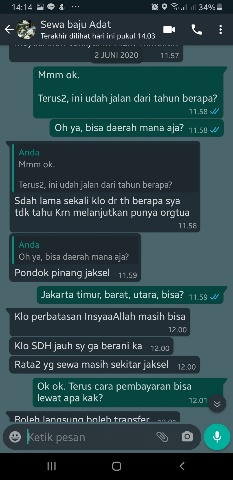 14:14
34%
Sewa baju Adat
Terakhir dilihat hari ini pukul 14.03
11.57
2 JUNI 2020
Mmm ok.
Terus2, ini udah jalan dari tahun berapa?
11.58
Oh ya, bisa daerah mana aja? 11.58
Anda
Mmm ok.
Terus2, ini udah jalan dari tahun berapa?
Sdah lama sekali klo dr th berapa sya
tdk tahu Krn melanjutkan punya orgtua
11.58
Anda
Oh ya, bisa daerah mana aja?
Pondok pinang jaksel 11.59
Jakarta timur, barat, utara, bisa? 11.59
Klo perbatasan InsyaaAllah masih bisa
12.00
Klo SDH jauh sy ga berani ka 12.00
Rata2 yg sewa masih sekitar jaksel 12.00
Ok ok. Terus cara pembayaran bisa
lewat apa kak? 12.01
Boleh langsung boleh transfer 12.00
Ketik pesan